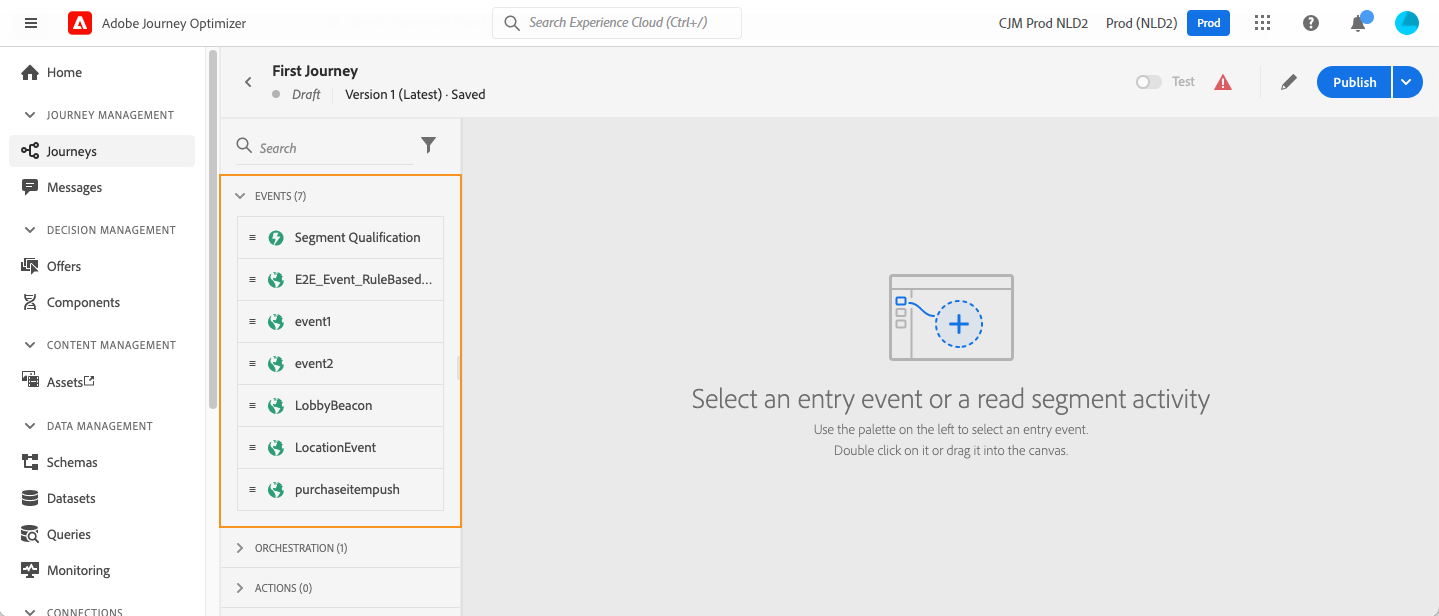 Adobe Journey Optimizer
Search Experience Cloud (Ctrl+/)
CJM Prod NLD2
Prod (NLD2)
Prod
Home
JOURNEY MANAGEMENT
Journeys
Messages
DECISION MANAGEMENT
Offers
Components
CONTENT MANAGEMENT
Assets
DATA MANAGEMENT
Schemas
Datasets
Queries
Monitoring
CONNECTIONS
First Journey
Draft
Version 1 (Latest) · Saved
Test
Publish
Search
EVENTS (7)
Segment Qualification
E2E_Event_RuleBased...
event1
event2
LobbyBeacon
LocationEvent
purchaseitempush
ORCHESTRATION (1)
ACTIONS (0)
Select an entry event or a read segment activity
Use the palette on the left to select an entry event.
Double click on it or drag it into the canvas.